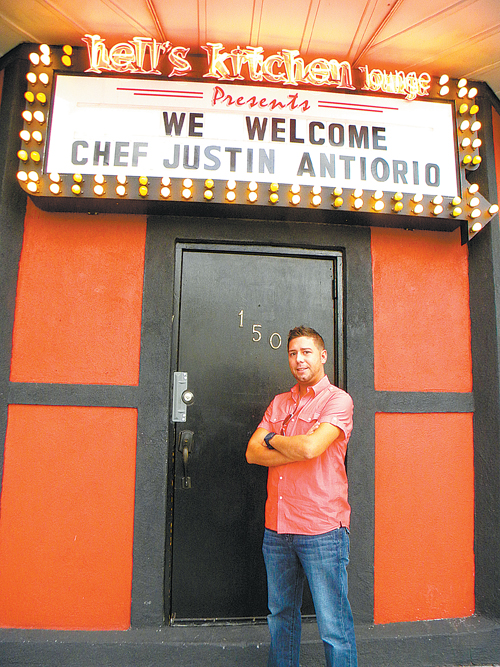 hell's kitchen lounge
Presents
WE WELCOME
CHEF JUSTIN ANTIORIO
150